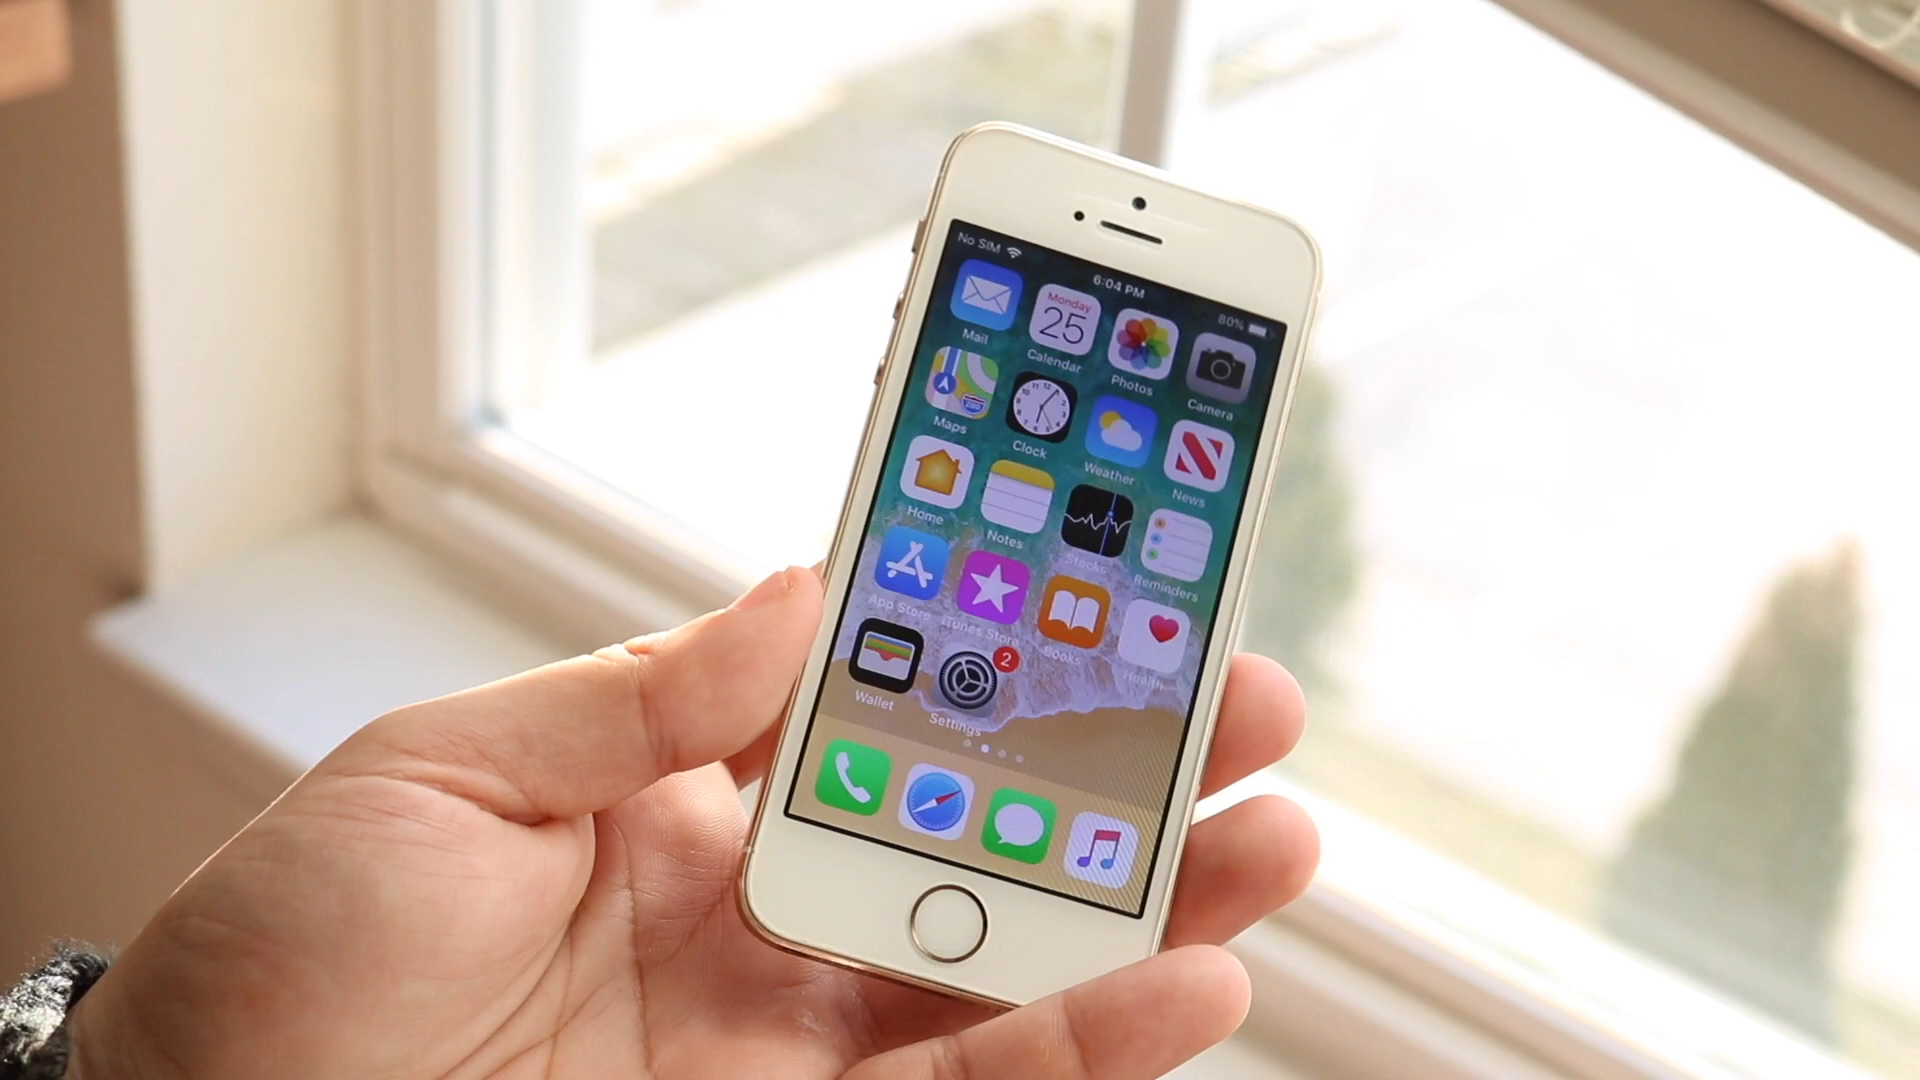 No SIM
6:04 PM
80%
Monday
25
Mail
Calendar
Photos
Camera
280
Maps
Clock
Weather
News
Home
Notes
Stocks
Reminders
App Store
iTunes Store
Books
Health
2
Wallet
Settings